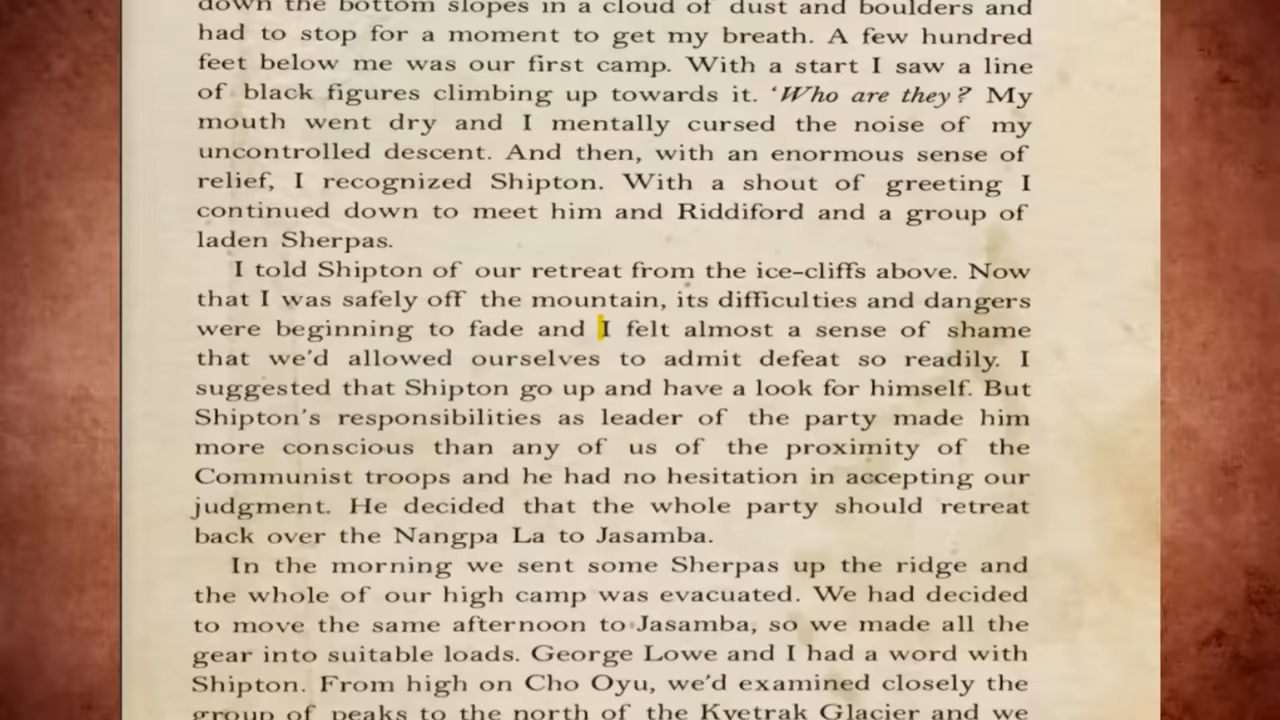 down the bottom slopes in a cloud of dust and boulders and
had to stop for a moment to get my breath. A few hundred
feet below me was our first camp. With a start I saw a line
of black figures climbing up towards it. ‘Who are they? My
mouth went dry and I mentally cursed the noise of my
uncontrolled descent. And then, with an enormous sense of
relief, I recognized Shipton. With a shout of greeting I
continued down to meet him and Riddiford and a group of
laden Sherpas.
I told Shipton of our retreat from the ice-cliffs above. Now
that I was safely off the mountain, its difficulties and dangers
were beginning to fade and I felt almost a sense of shame
that we’d allowed ourselves to admit defeat so readily. I
suggested that Shipton go up and have a look for himself. But
Shipton’s responsibilities as leader of the party made him
more conscious than any of us of the proximity of the
Communist troops and he had no hesitation in accepting our
judgment. He decided that the whole party should retreat
back over the Nangpa La to Jasamba.
In the morning we sent some Sherpas up the ridge and
the whole of our high camp was evacuated. We had decided
to move the same afternoon to Jasamba, so we made all the
gear into suitable loads. George Lowe and I had a word with
Shipton. From high on Cho Oyu, we’d examined closely the
group of peaks to the north of the Kyetrak Glacier and we